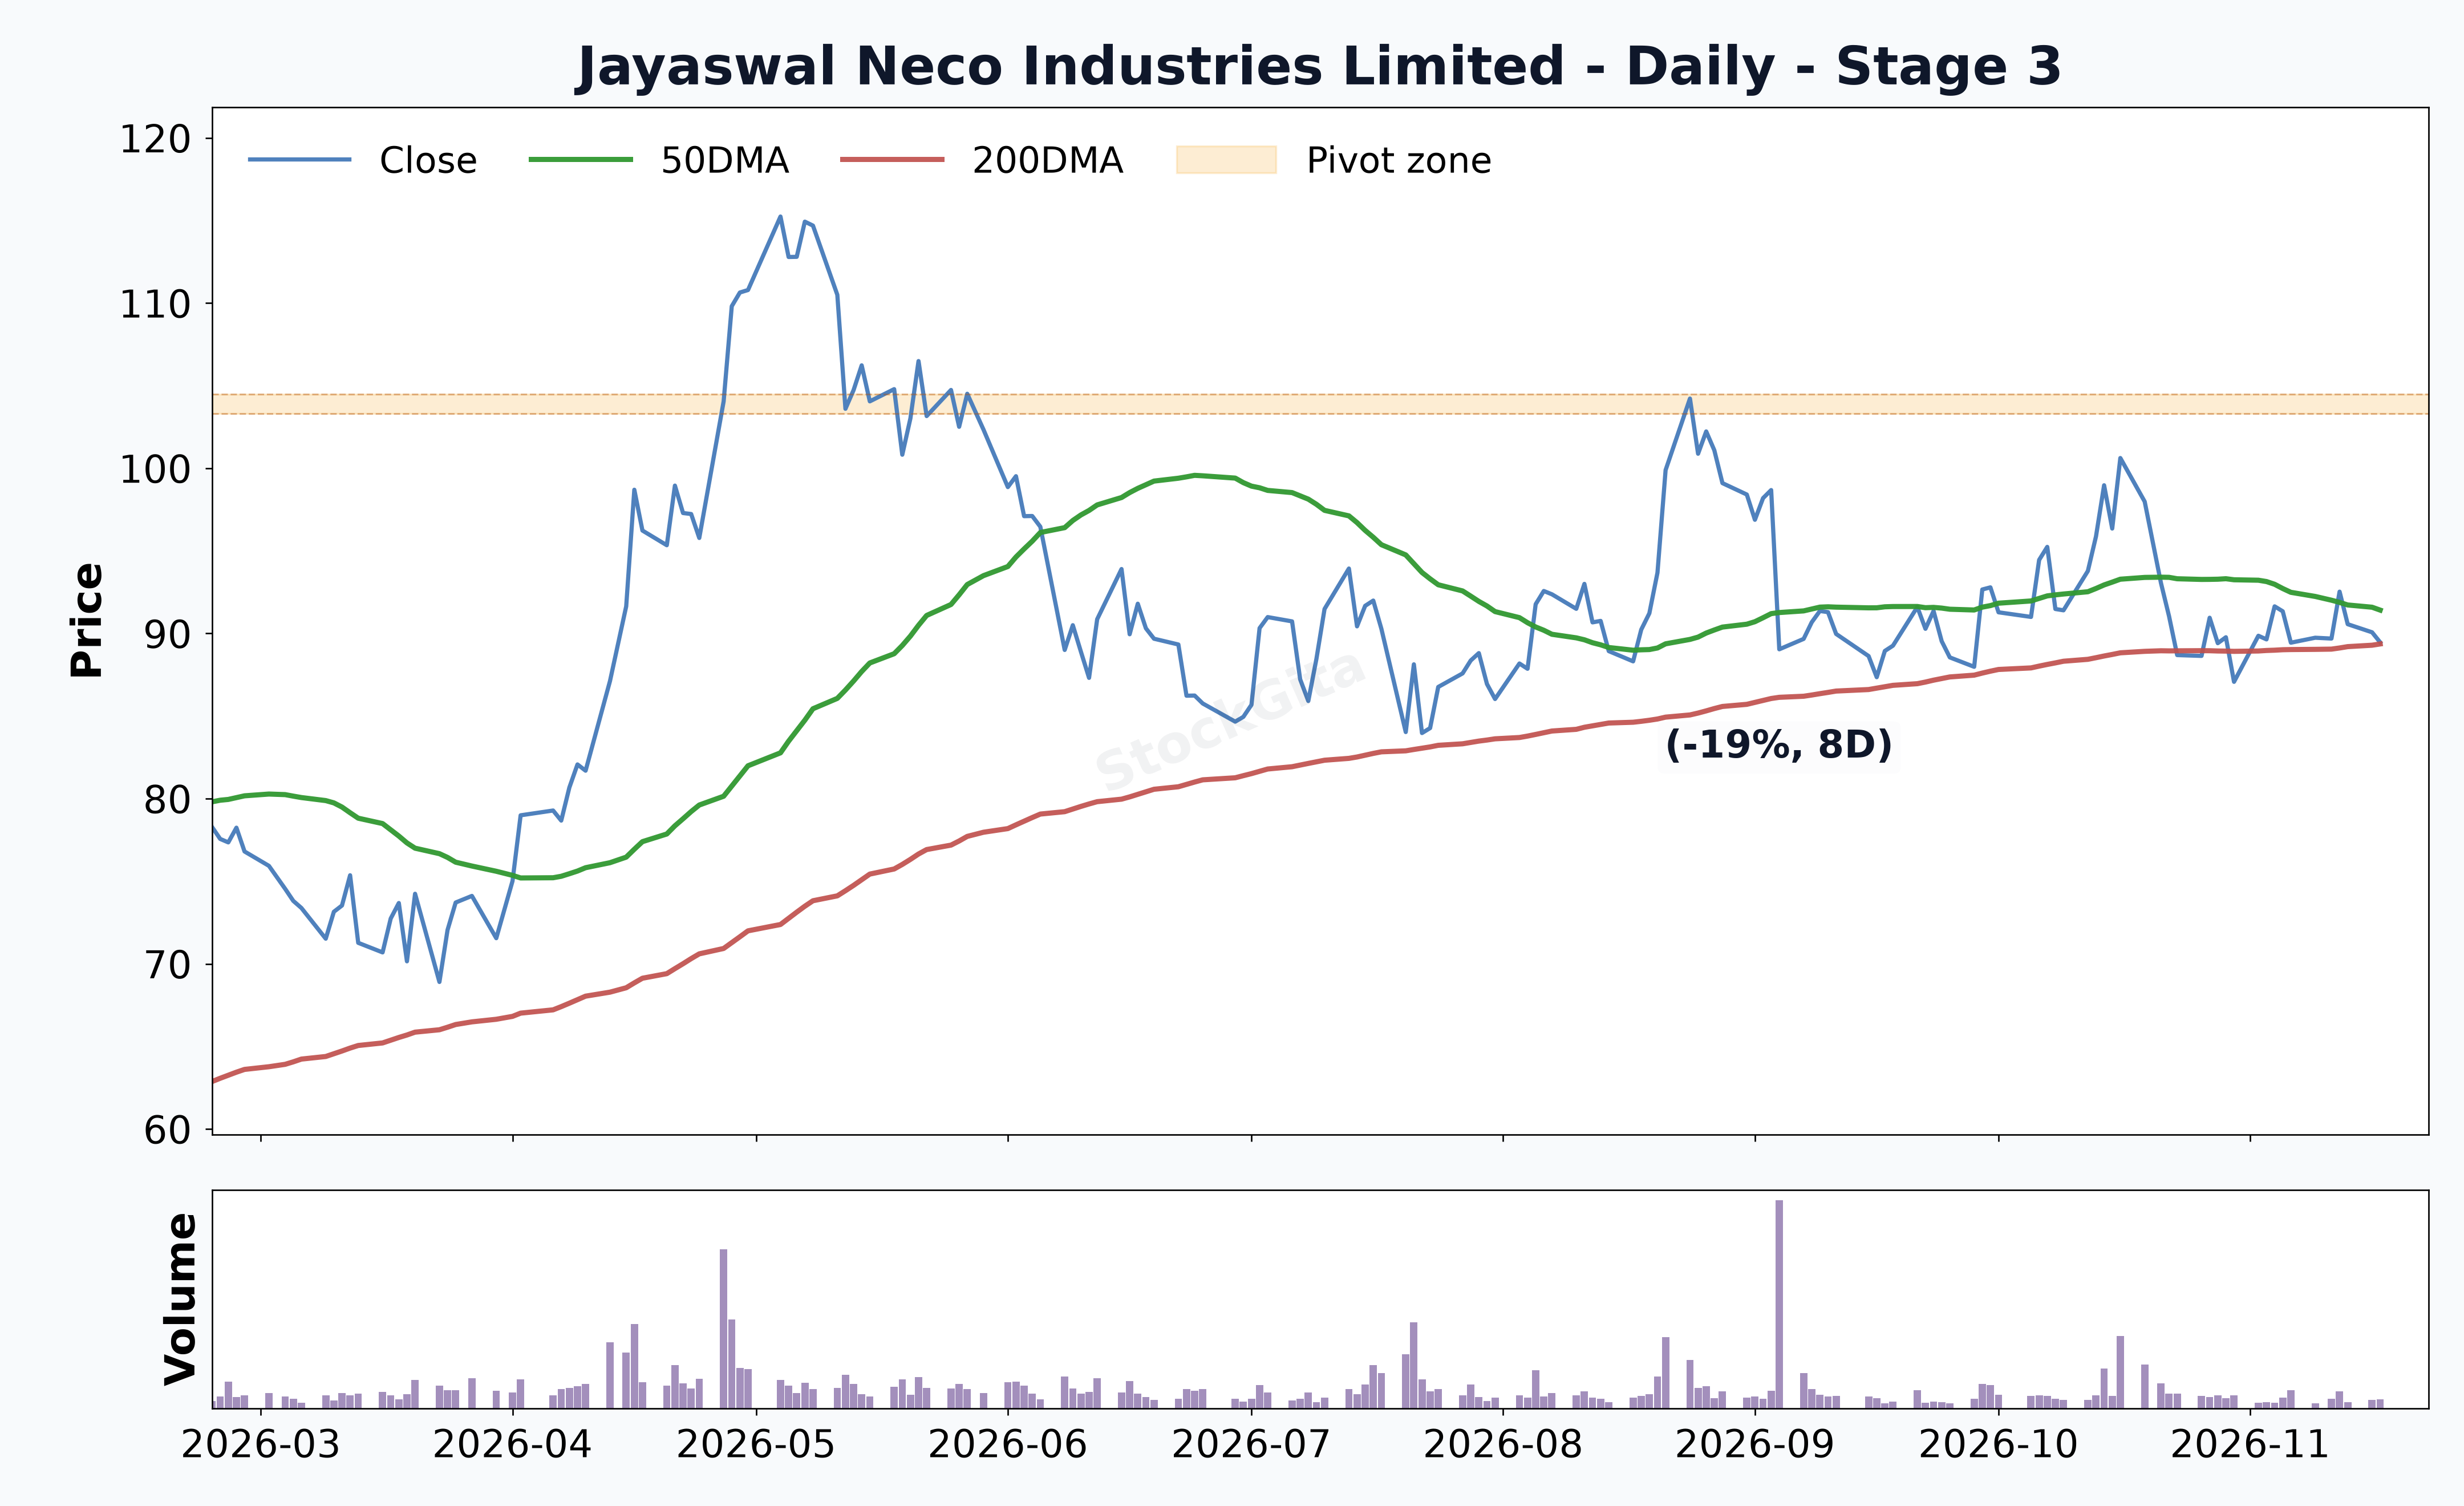 Jayaswal Neco Industries Limited - Daily - Stage 3
Close 50DMA 200DMA Pivot zone
120
110
100
90
80
70
60
Price
StockGita
(-19%, 8D)
Volume
2026-03 2026-04 2026-05 2026-06 2026-07 2026-08 2026-09 2026-10 2026-11